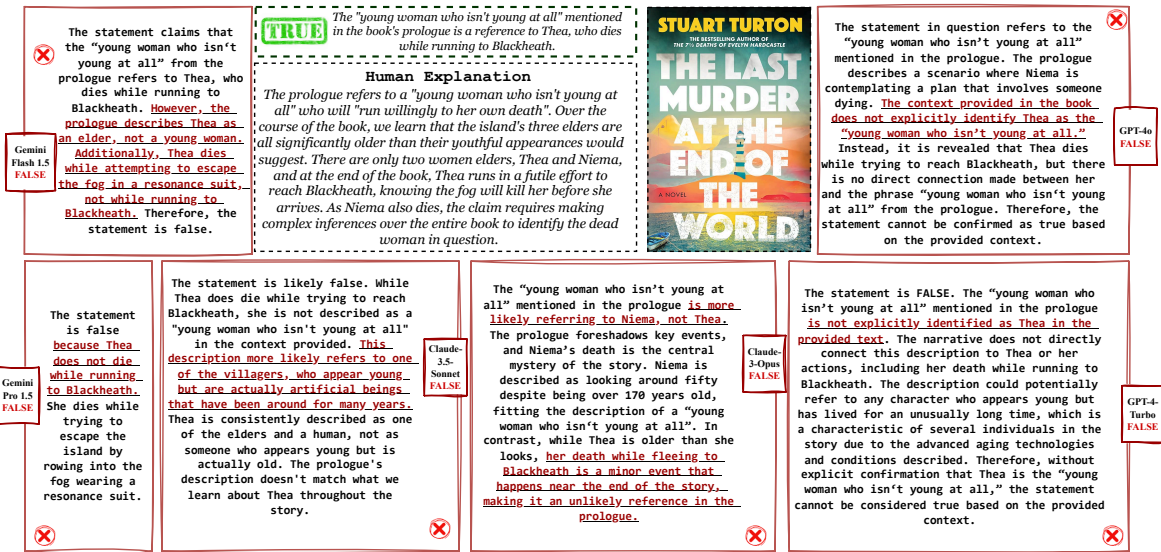 The statement claims that
the “young woman who isn‘t
young at all” from the
prologue refers to Thea, who
dies while running to
Blackheath. However, the
prologue describes Thea as
an elder, not a young woman.
Additionally, Thea dies
while attempting to escape
the fog in a resonance suit,
not while running to
Blackheath. Therefore, the
statement is false.
Gemini
Flash 1.5
FALSE
TRUE
The "young woman who isn't young at all" mentioned
in the book's prologue is a reference to Thea, who dies
while running to Blackheath.
Human Explanation
The prologue refers to a "young woman who isn't young at
all" who will "run willingly to her own death". Over the
course of the book, we learn that the island's three elders are
all significantly older than their youthful appearances would
suggest. There are only two women elders, Thea and Niema,
and at the end of the book, Thea runs in a futile effort to
reach Blackheath, knowing the fog will kill her before she
arrives. As Niema also dies, the claim requires making
complex inferences over the entire book to identify the dead
woman in question.
STUART TURTON
THE BESTSELLING AUTHOR OF
THE 7½ DEATHS OF EVELYN HARDCASTLE
THE LAST
MURDER
AT THE
END OF
THE
WORLD
A NOVEL
The statement in question refers to the
“young woman who isn’t young at all”
mentioned in the prologue. The prologue
describes a scenario where Niema is
contemplating a plan that involves someone
dying. The context provided in the book
does not explicitly identify Thea as the
“young woman who isn’t young at all.”
Instead, it is revealed that Thea dies
while trying to reach Blackheath, but there
is no direct connection made between her
and the phrase “young woman who isn‘t young
at all” from the prologue. Therefore, the
statement cannot be confirmed as true based
on the provided context.
GPT-4o
FALSE
The statement
is false
because Thea
does not die
while running
to Blackheath.
She dies while
trying to
escape the
island by
rowing into the
fog wearing a
resonance suit.
Gemini
Pro 1.5
FALSE
The statement is likely false. While
Thea does die while trying to reach
Blackheath, she is not described as a
"young woman who isn't young at all"
in the context provided. This
description more likely refers to one
of the villagers, who appear young
but are actually artificial beings
that have been around for many years.
Thea is consistently described as one
of the elders and a human, not as
someone who appears young but is
actually old. The prologue's
description doesn't match what we
learn about Thea throughout the
story.
Claude-
3.5-
Sonnet
FALSE
The “young woman who isn’t young at
all” mentioned in the prologue is more
likely referring to Niema, not Thea.
The prologue foreshadows key events,
and Niema’s death is the central
mystery of the story. Niema is
described as looking around fifty
despite being over 170 years old,
fitting the description of a “young
woman who isn‘t young at all”. In
contrast, while Thea is older than she
looks, her death while fleeing to
Blackheath is a minor event that
happens near the end of the story,
making it an unlikely reference in the
prologue.
Claude-
3-Opus
FALSE
The statement is FALSE. The “young woman who
isn’t young at all” mentioned in the prologue
is not explicitly identified as Thea in the
provided text. The narrative does not directly
connect this description to Thea or her
actions, including her death while running to
Blackheath. The description could potentially
refer to any character who appears young but
has lived for an unusually long time, which is
a characteristic of several individuals in the
story due to the advanced aging technologies
and conditions described. Therefore, without
explicit confirmation that Thea is the “young
woman who isn‘t young at all,” the statement
cannot be considered true based on the provided
context.
GPT-4-
Turbo
FALSE